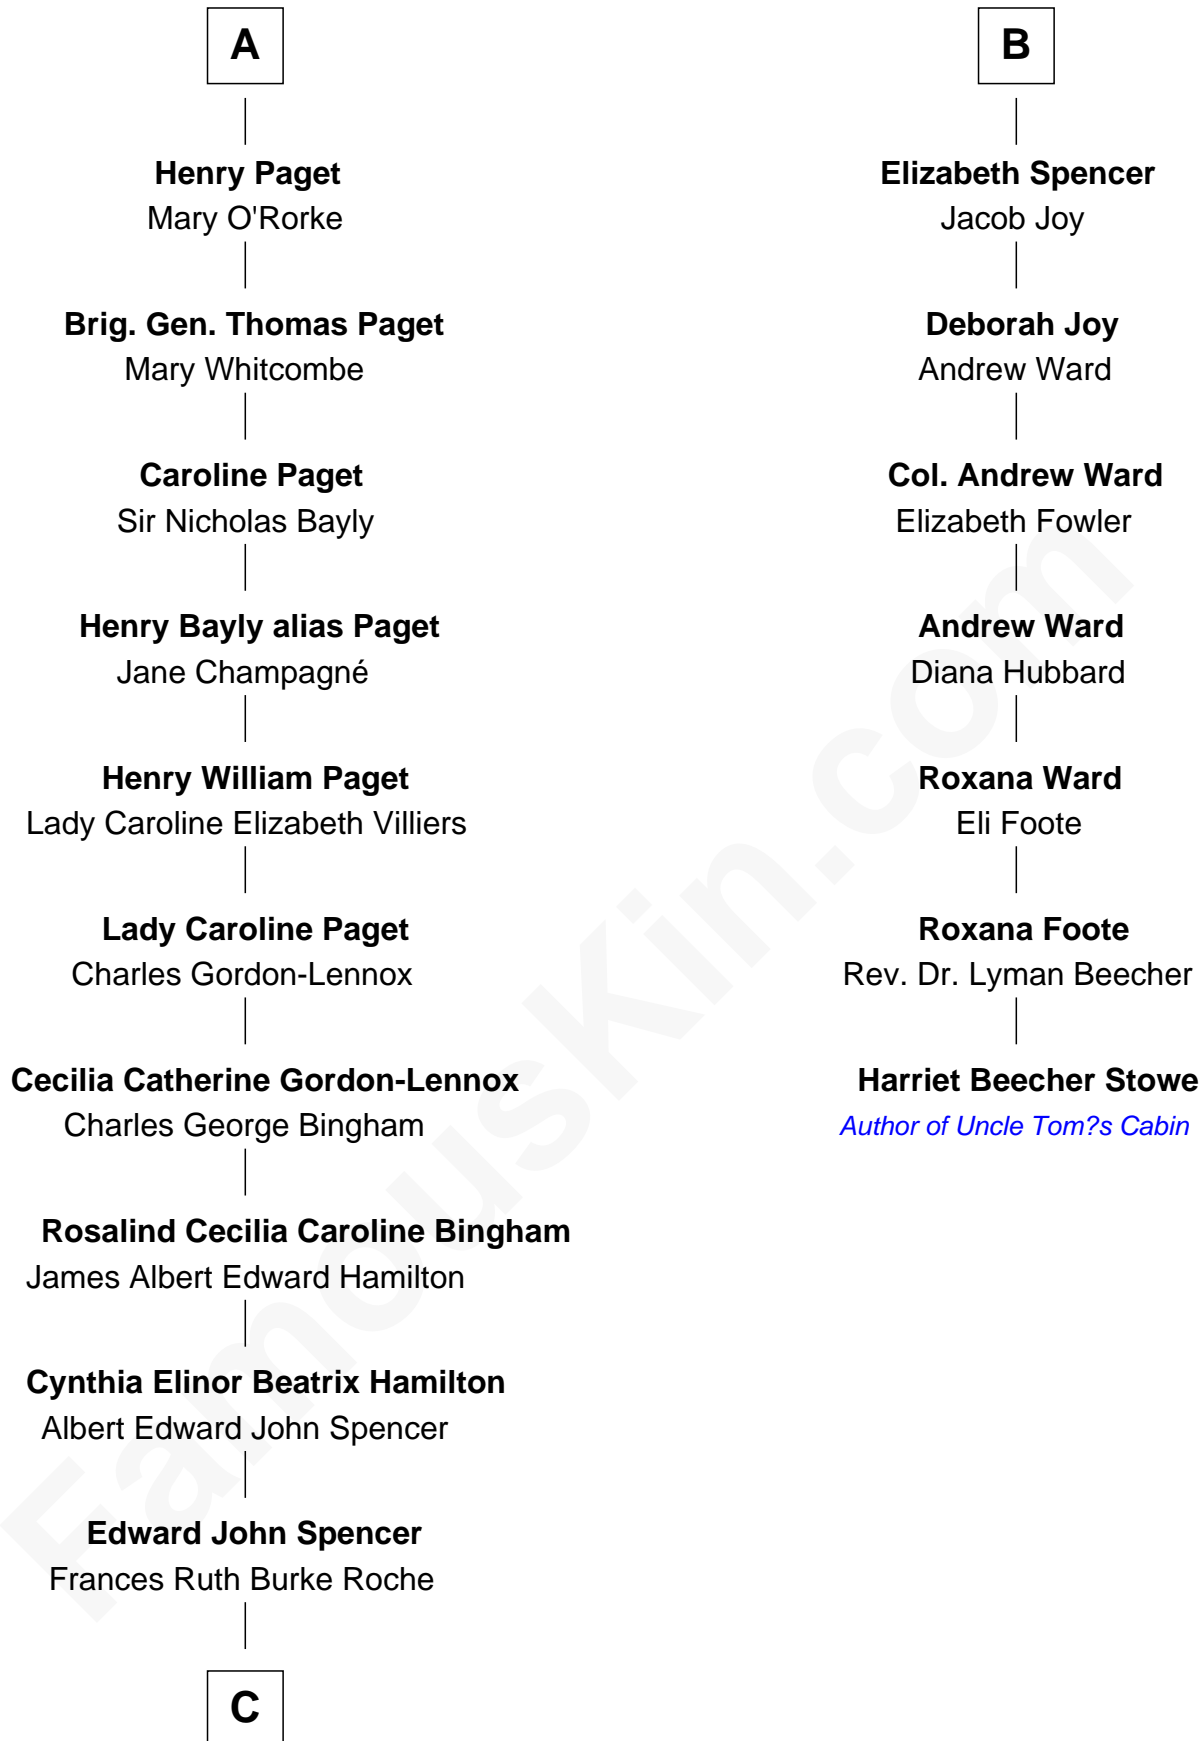 A
Henry Paget
Mary O'Rorke
Brig. Gen. Thomas Paget
Mary Whitcombe
Caroline Paget
Sir Nicholas Bayly
Henry Bayly alias Paget
Jane Champagné
Henry William Paget
Lady Caroline Elizabeth Villiers
Lady Caroline Paget
Charles Gordon-Lennox
Cecilia Catherine Gordon-Lennox
Charles George Bingham
Rosalind Cecilia Caroline Bingham
James Albert Edward Hamilton
Cynthia Elinor Beatrix Hamilton
Albert Edward John Spencer
Edward John Spencer
Frances Ruth Burke Roche
C
B
Elizabeth Spencer
Jacob Joy
Deborah Joy
Andrew Ward
Col. Andrew Ward
Elizabeth Fowler
Andrew Ward
Diana Hubbard
Roxana Ward
Eli Foote
Roxana Foote
Rev. Dr. Lyman Beecher
Harriet Beecher Stowe
Author of Uncle Tom?s Cabin
FamousKin.com